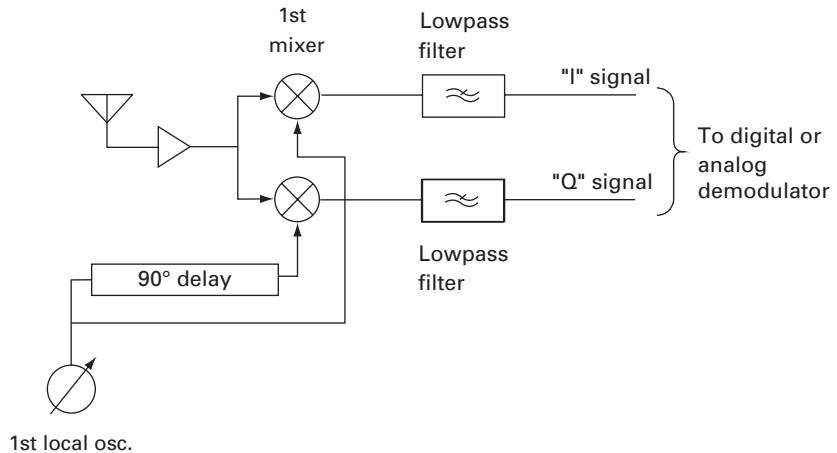 1st
mixer
Lowpass
filter
"I" signal
To digital or
analog
demodulator
"Q" signal
Lowpass
filter
90° delay
1st local osc.